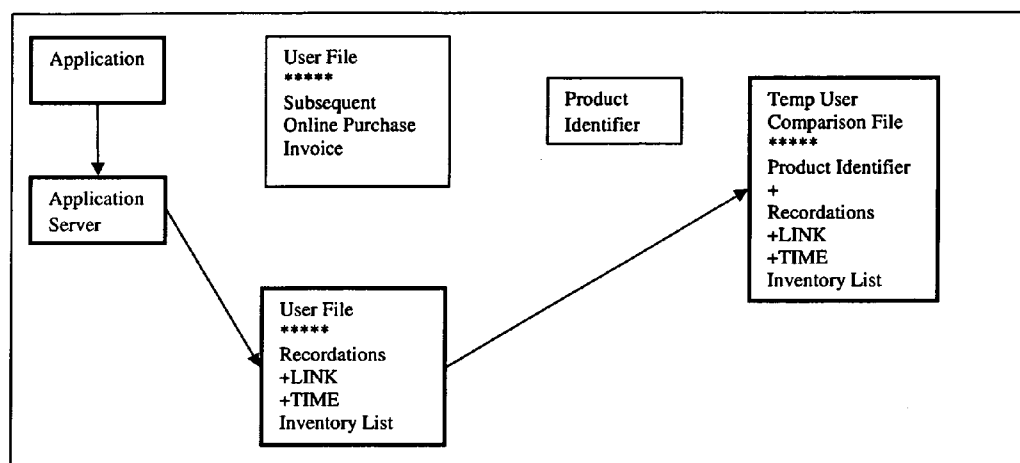 Application
User File
*****
Subsequent
Online Purchase
Invoice
Product
Identifier
Temp User
Comparison File
*****
Product Identifier
+
Recordations
+LINK
+TIME
Inventory List
Application
Server
User File
*****
Recordations
+LINK
+TIME
Inventory List